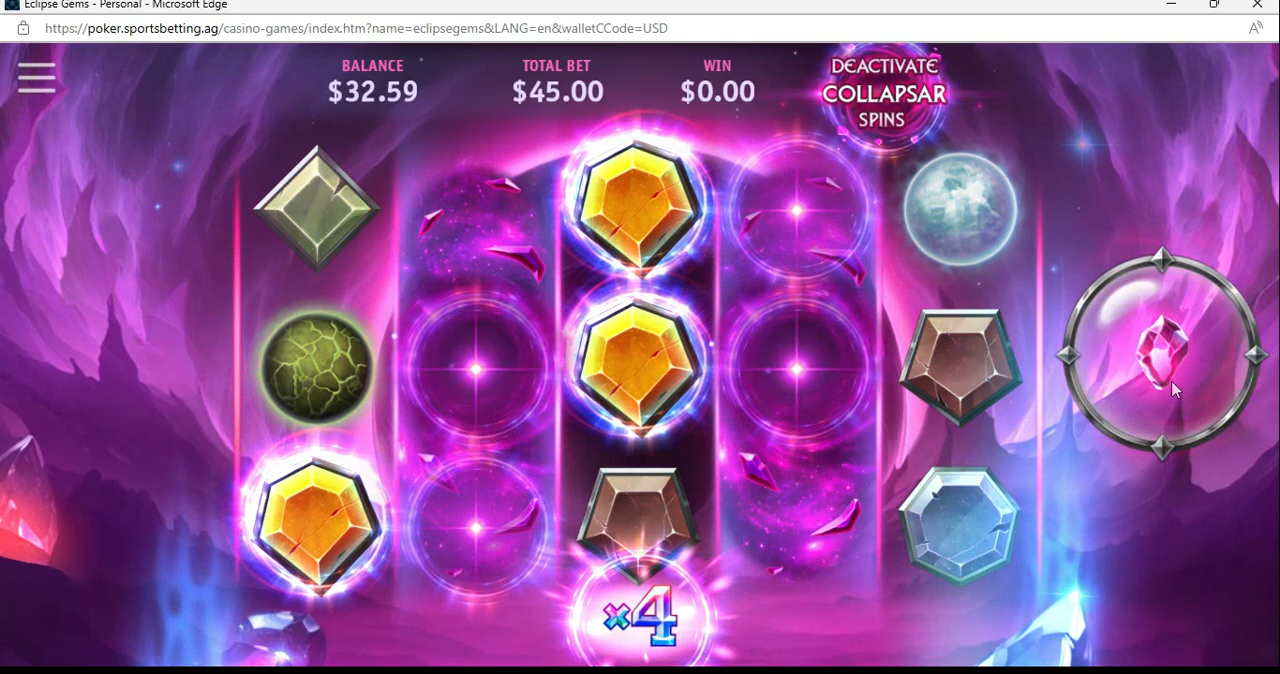 Eclipse Gems - Personal - Microsoft Edge
https://poker.sportsbetting.ag/casino-games/index.htm?name=eclipsegems&LANG=en&walletCCode=USD
BALANCE
$32.59
TOTAL BET
$45.00
WIN
$0.00
DEACTIVATE
COLLAPSAR
SPINS
x4